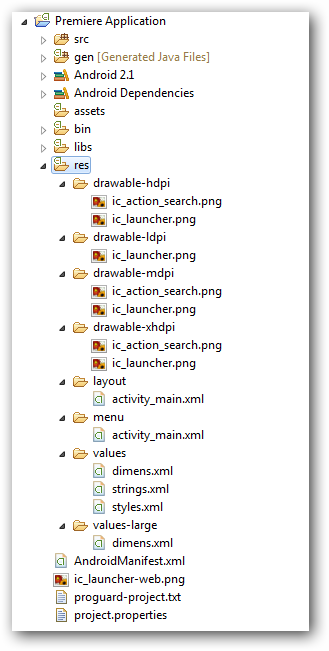 Premiere Application
src
gen [Generated Java Files]
Android 2.1
Android Dependencies
assets
bin
libs
res
drawable-hdpi
ic_action_search.png
ic_launcher.png
drawable-ldpi
ic_launcher.png
drawable-mdpi
ic_action_search.png
ic_launcher.png
drawable-xhdpi
ic_action_search.png
ic_launcher.png
layout
activity_main.xml
menu
activity_main.xml
values
dimens.xml
strings.xml
styles.xml
values-large
dimens.xml
AndroidManifest.xml
ic_launcher-web.png
proguard-project.txt
project.properties